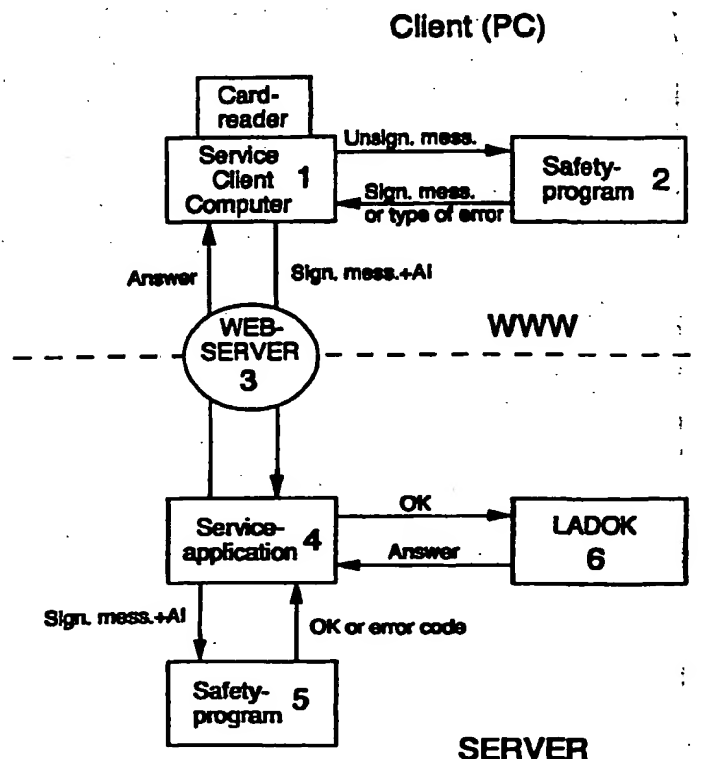 Client (PC)
Card-
reader
Service
Client 1
Computer
Unsign. mess.
Sign. mess.
or type of error
Safety-
program 2
Answer
Sign. mess.+AI
WEB-
SERVER
3
WWW
Service-
application 4
OK
Answer
LADOK
6
Sign. mess.+AI
OK or error code
Safety-
program 5
SERVER